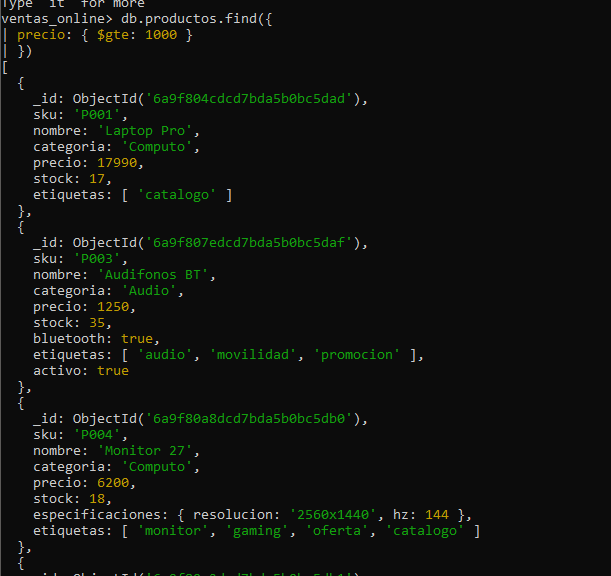 Type "it" for more
ventas_online> db.productos.find({
| precio: { $gte: 1000 }
| })
[
  {
    _id: ObjectId('6a9f804cdcd7bda5b0bc5dad'),
    sku: 'P001',
    nombre: 'Laptop Pro',
    categoria: 'Computo',
    precio: 17990,
    stock: 17,
    etiquetas: [ 'catalogo' ]
  },
  {
    _id: ObjectId('6a9f807edcd7bda5b0bc5daf'),
    sku: 'P003',
    nombre: 'Audifonos BT',
    categoria: 'Audio',
    precio: 1250,
    stock: 35,
    bluetooth: true,
    etiquetas: [ 'audio', 'movilidad', 'promocion' ],
    activo: true
  },
  {
    _id: ObjectId('6a9f80a8dcd7bda5b0bc5db0'),
    sku: 'P004',
    nombre: 'Monitor 27',
    categoria: 'Computo',
    precio: 6200,
    stock: 18,
    especificaciones: { resolucion: '2560x1440', hz: 144 },
    etiquetas: [ 'monitor', 'gaming', 'oferta', 'catalogo' ]
  },
  {